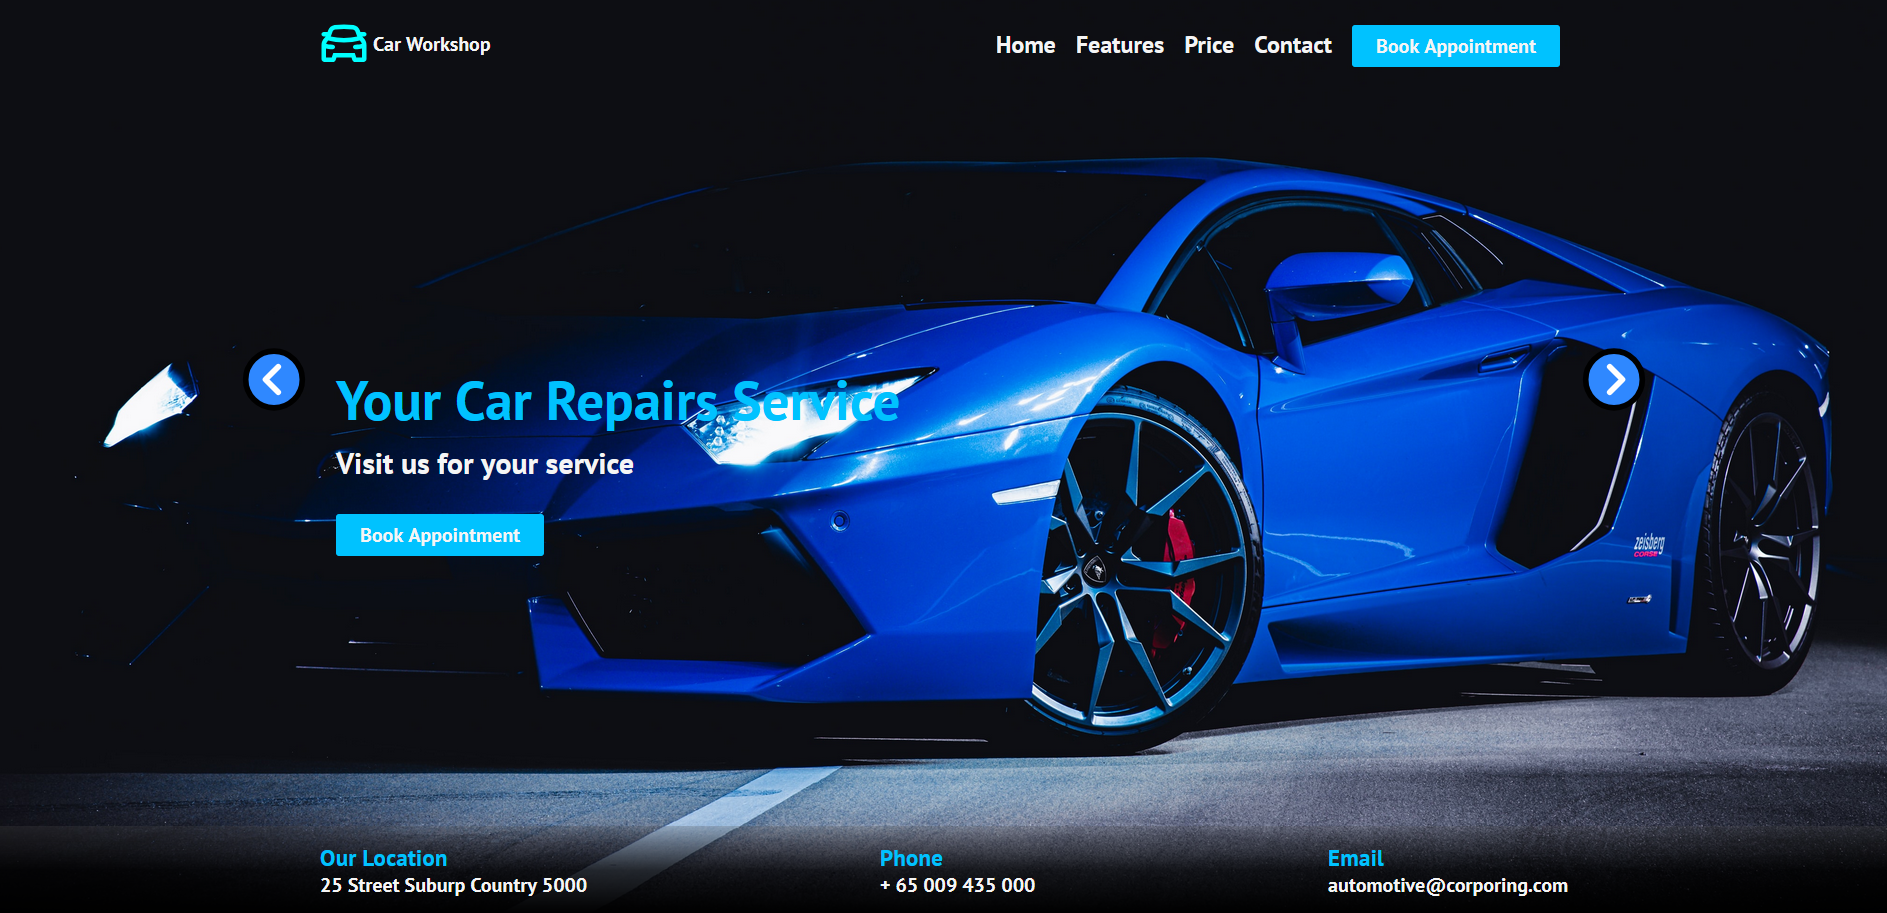 Car Workshop
Home Features Price Contact Book Appointment
Your Car Repairs Service
Visit us for your service
Book Appointment
zeisberg
CORSE
Our Location
25 Street Suburp Country 5000
Phone
+ 65 009 435 000
Email
automotive@corporing.com